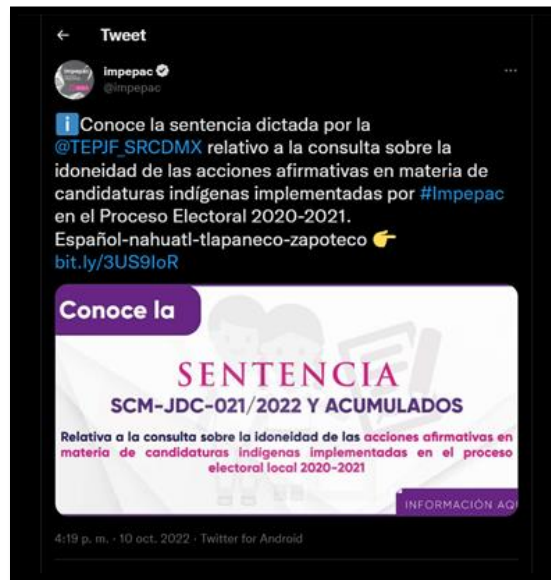 ← Tweet
impepac
@impepac
...
ℹ️Conoce la sentencia dictada por la
@TEPJF_SRCDMX relativo a la consulta sobre la
idoneidad de las acciones afirmativas en materia de
candidaturas indígenas implementadas por #Impepac
en el Proceso Electoral 2020-2021.
Español-nahuatl-tlapaneco-zapoteco 👉
bit.ly/3US9IoR
Conoce la
SENTENCIA
SCM-JDC-021/2022 Y ACUMULADOS
Relativa a la consulta sobre la idoneidad de las acciones afirmativas en
materia de candidaturas indígenas implementadas en el proceso
electoral local 2020-2021
INFORMACIÓN AQU
4:19 p. m. · 10 oct. 2022 · Twitter for Android